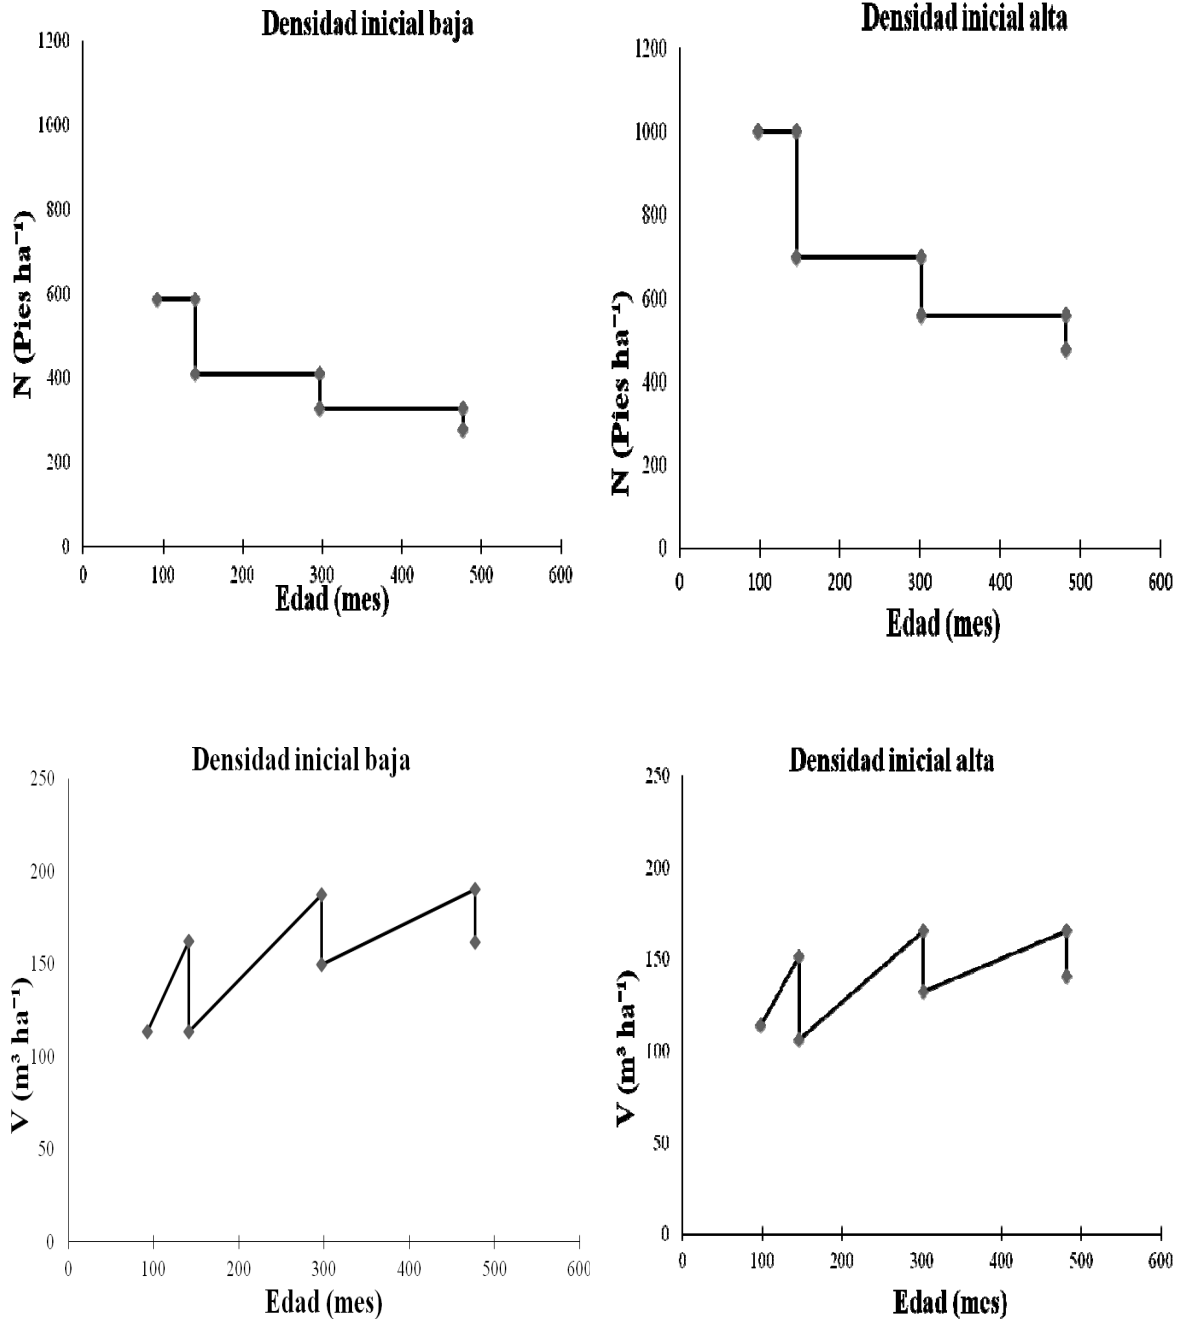 Densidad inicial baja
1200
1000
800
600
400
200
0
N (Pies ha⁻¹)
0 100 200 300 400 500 600
Edad (mes)
Densidad inicial alta
1200
1000
800
600
400
200
0
N (Pies ha⁻¹)
0 100 200 300 400 500 600
Edad (mes)
Densidad inicial baja
250
200
150
100
50
0
V (m³ ha⁻¹)
0 100 200 300 400 500 600
Edad (mes)
Densidad inicial alta
250
200
150
100
50
0
V (m³ ha⁻¹)
0 100 200 300 400 500 600
Edad (mes)